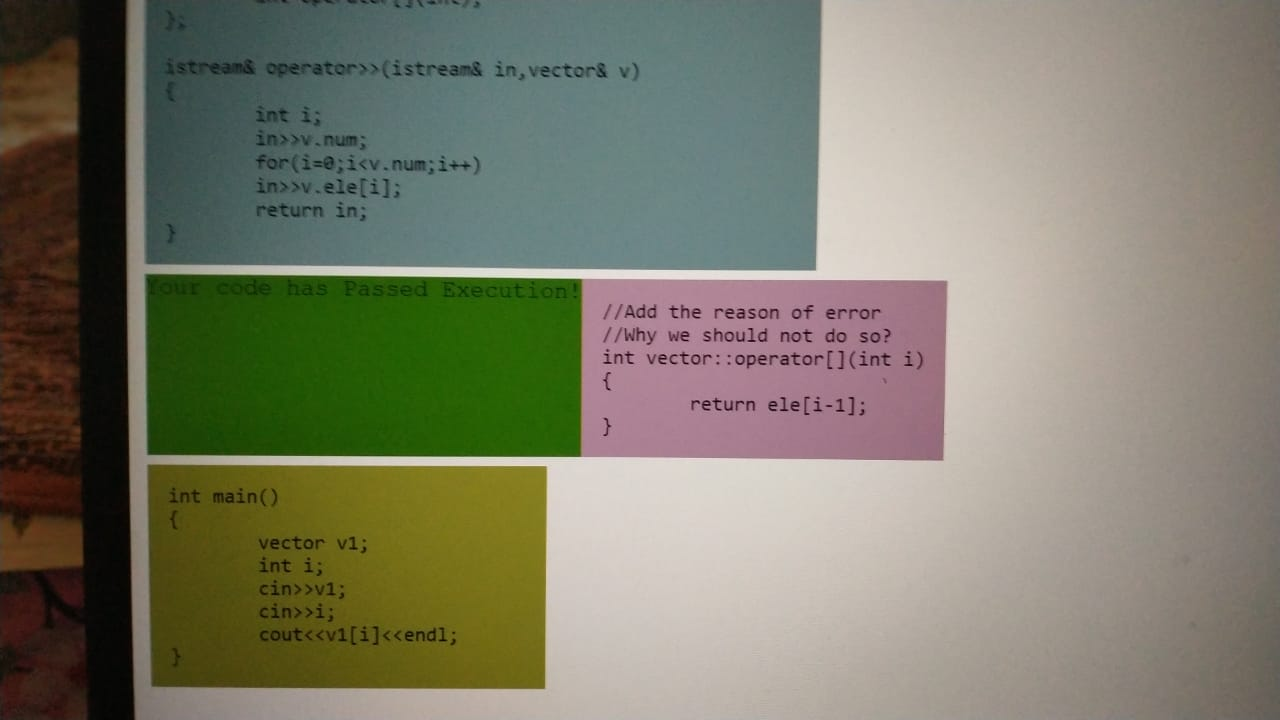 };
istream& operator>>(istream& in,vector& v)
{
int i;
in>>v.num;
for(i=0;i<v.num;i++)
in>>v.ele[i];
return in;
}
Your code has Passed Execution!
//Add the reason of error
//Why we should not do so?
int vector::operator[](int i)
{
return ele[i-1];
}
int main()
{
vector v1;
int i;
cin>>v1;
cin>>i;
cout<<v1[i]<<endl;
}